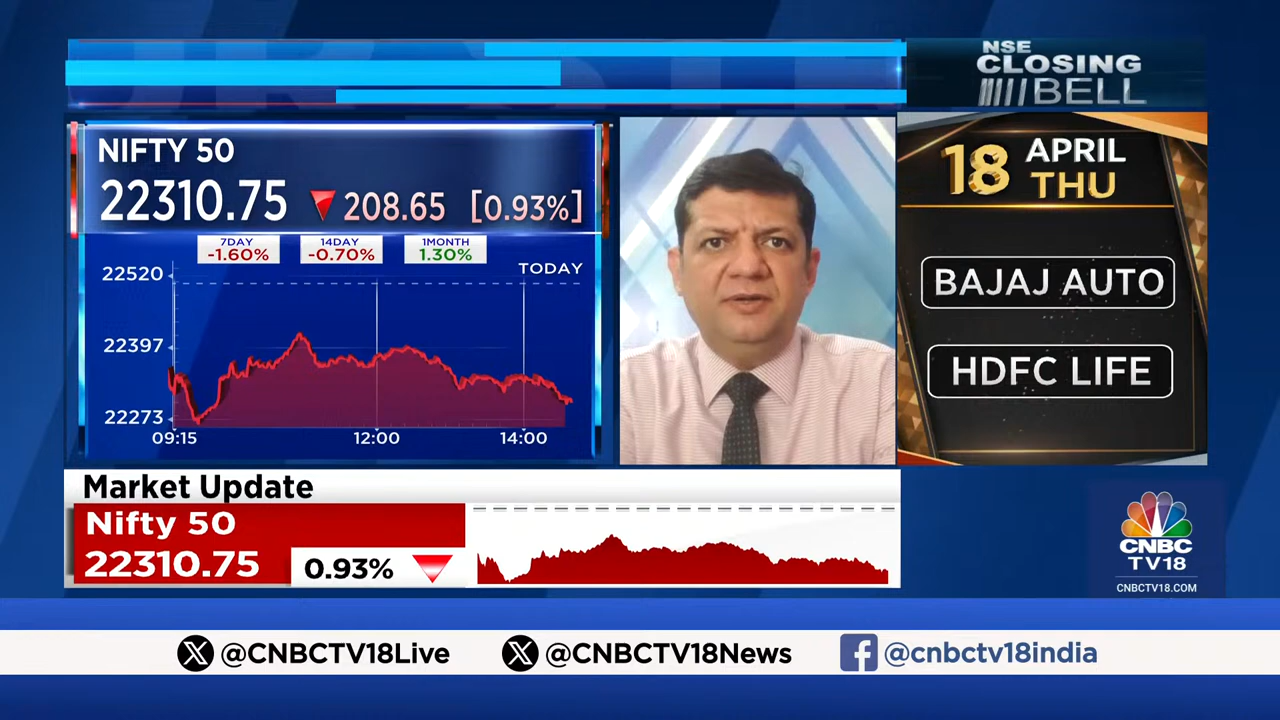 NSE
CLOSING
BELL
NIFTY 50
22310.75 ▼ 208.65 [0.93%]
7DAY
-1.60%
14DAY
-0.70%
1MONTH
1.30%
TODAY
22520
22397
22273
09:15 12:00 14:00
18 APRIL
THU
BAJAJ AUTO
HDFC LIFE
Market Update
Nifty 50
22310.75 0.93% ▼
CNBC
TV18
CNBCTV18.COM
@CNBCTV18Live @CNBCTV18News @cnbctv18india